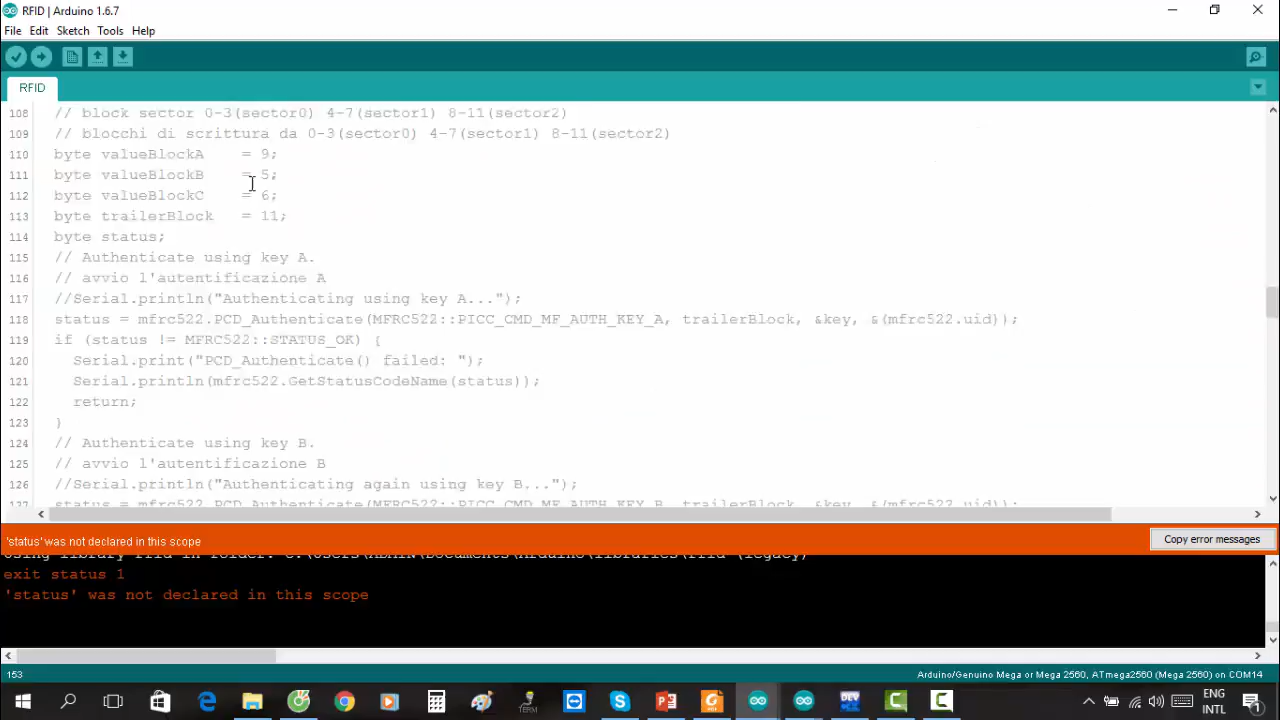 RFID | Arduino 1.6.7
File Edit Sketch Tools Help
RFID
108 // block sector 0-3(sector0) 4-7(sector1) 8-11(sector2)
109 // blocchi di scrittura da 0-3(sector0) 4-7(sector1) 8-11(sector2)
110 byte valueBlockA = 9;
111 byte valueBlockB = 5;
112 byte valueBlockC = 6;
113 byte trailerBlock = 11;
114 byte status;
115 // Authenticate using key A.
116 // avvio l'autentificazione A
117 //Serial.println("Authenticating using key A...");
118 status = mfrc522.PCD_Authenticate(MFRC522::PICC_CMD_MF_AUTH_KEY_A, trailerBlock, &key, &(mfrc522.uid));
119 if (status != MFRC522::STATUS_OK) {
120 Serial.print("PCD_Authenticate() failed: ");
121 Serial.println(mfrc522.GetStatusCodeName(status));
122 return;
123 }
124 // Authenticate using key B.
125 // avvio l'autentificazione B
126 //Serial.println("Authenticating again using key B...");
127 status = mfrc522.PCD_Authenticate(MFRC522::PICC_CMD_MF_AUTH_KEY_B, trailerBlock, &key, &(mfrc522.uid));
'status' was not declared in this scope
Copy error messages
Using library rfid in folder: C:\Users\ADMIN\Documents\Arduino\libraries\rfid (legacy)
exit status 1
'status' was not declared in this scope
153
Arduino/Genuino Mega or Mega 2560, ATmega2560 (Mega 2560) on COM14
TERM
DEV
ENG
INTL